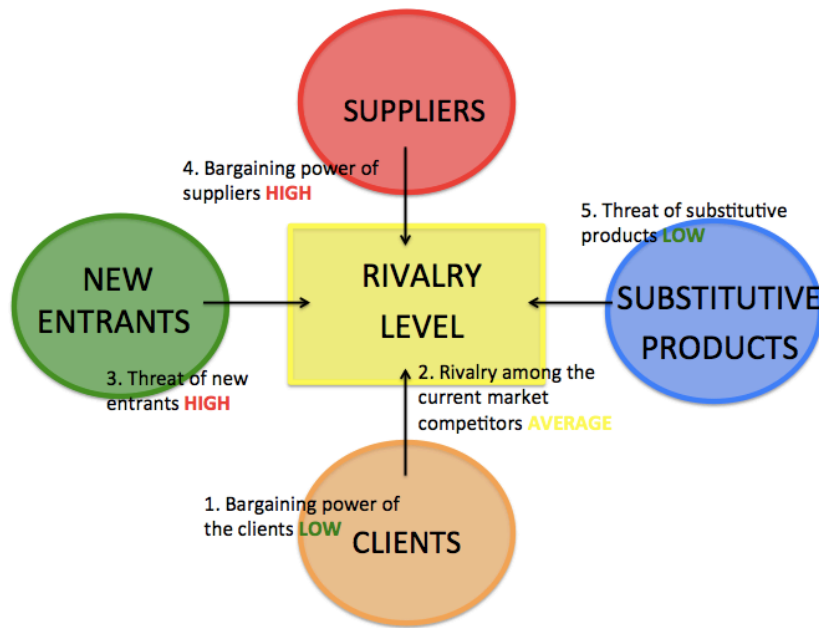 SUPPLIERS
4. Bargaining power of
suppliers HIGH
5. Threat of substitutive
products LOW
NEW
ENTRANTS
RIVALRY
LEVEL
SUBSTITUTIVE
PRODUCTS
3. Threat of new
entrants HIGH
2. Rivalry among the
current market
competitors AVERAGE
1. Bargaining power of
the clients LOW
CLIENTS